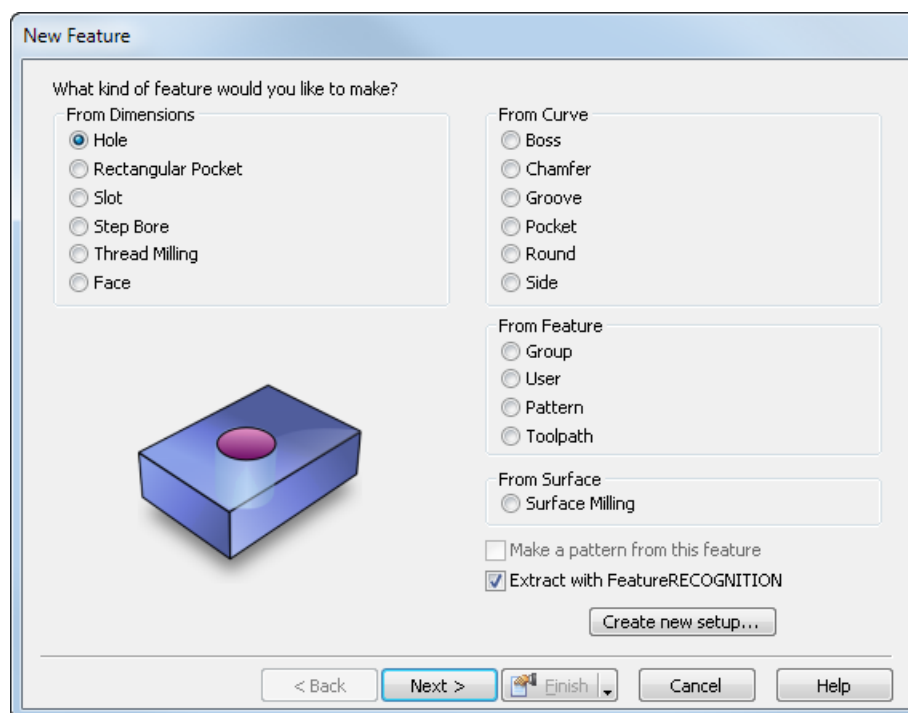 New Feature
What kind of feature would you like to make?
From Dimensions
Hole
Rectangular Pocket
Slot
Step Bore
Thread Milling
Face
From Curve
Boss
Chamfer
Groove
Pocket
Round
Side
From Feature
Group
User
Pattern
Toolpath
From Surface
Surface Milling
Make a pattern from this feature
Extract with FeatureRECOGNITION
Create new setup...
< Back
Next >
Finish
Cancel
Help